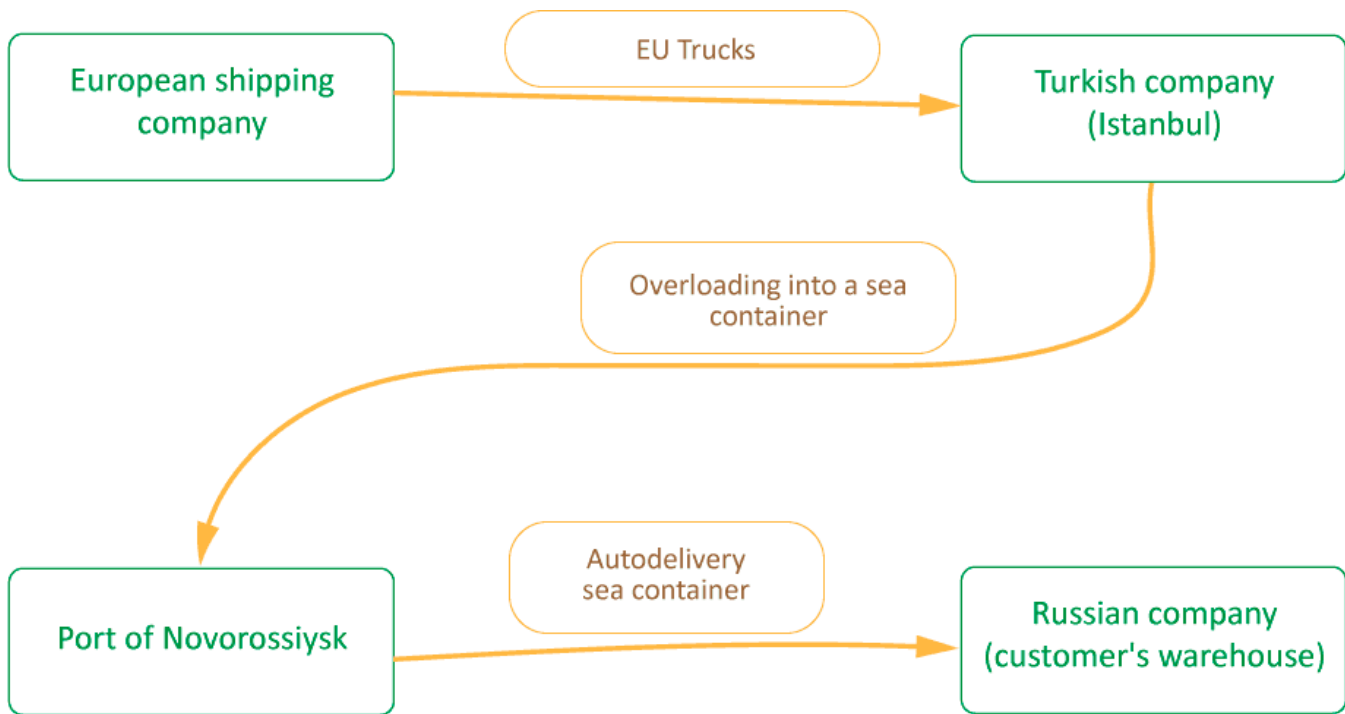 European shipping
company
EU Trucks
Turkish company
(Istanbul)
Overloading into a sea
container
Port of Novorossiysk
Autodelivery
sea container
Russian company
(customer's warehouse)